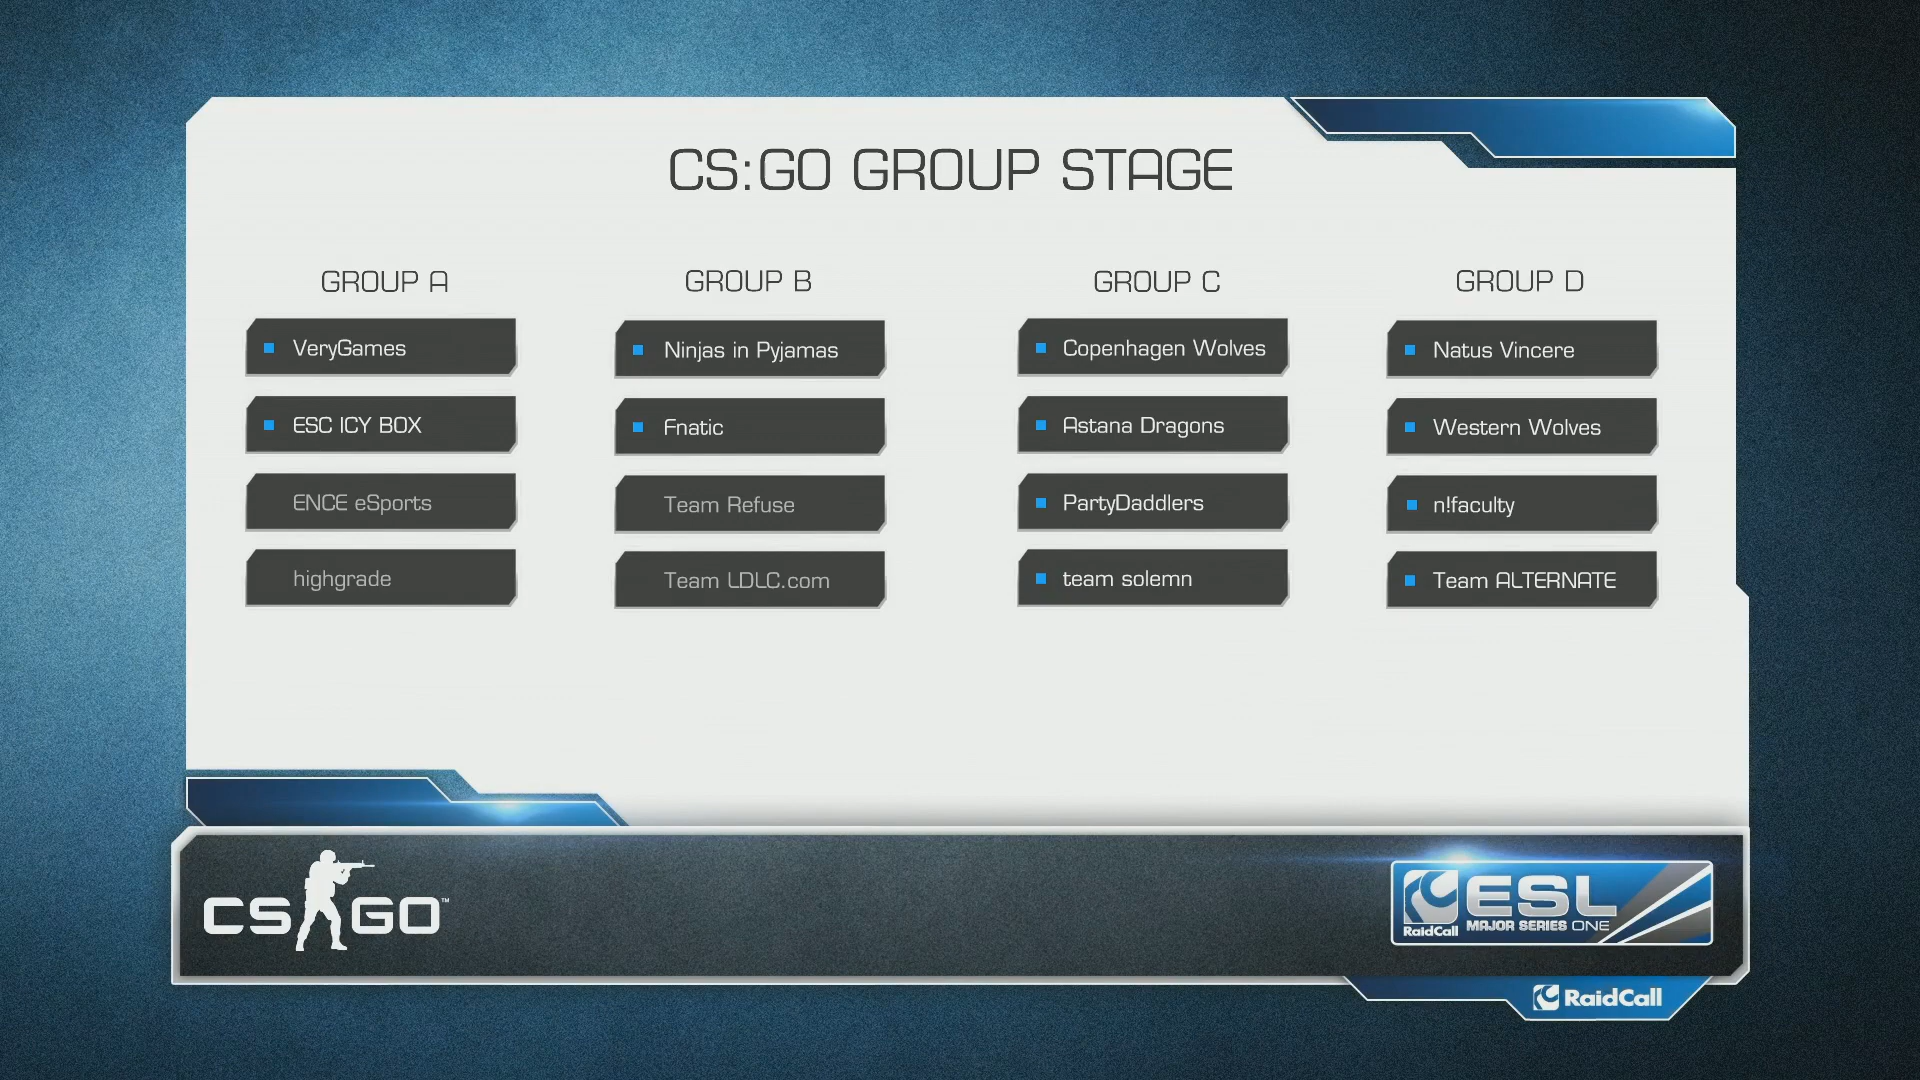 CS:GO GROUP STAGE
GROUP A
VeryGames
ESC ICY BOX
ENCE eSports
highgrade
GROUP B
Ninjas in Pyjamas
Fnatic
Team Refuse
Team LDLC.com
GROUP C
Copenhagen Wolves
Astana Dragons
PartyDaddlers
team solemn
GROUP D
Natus Vincere
Western Wolves
n!faculty
Team ALTERNATE
CS GO™
RaidCall
ESL
MAJOR SERIES ONE
RaidCall